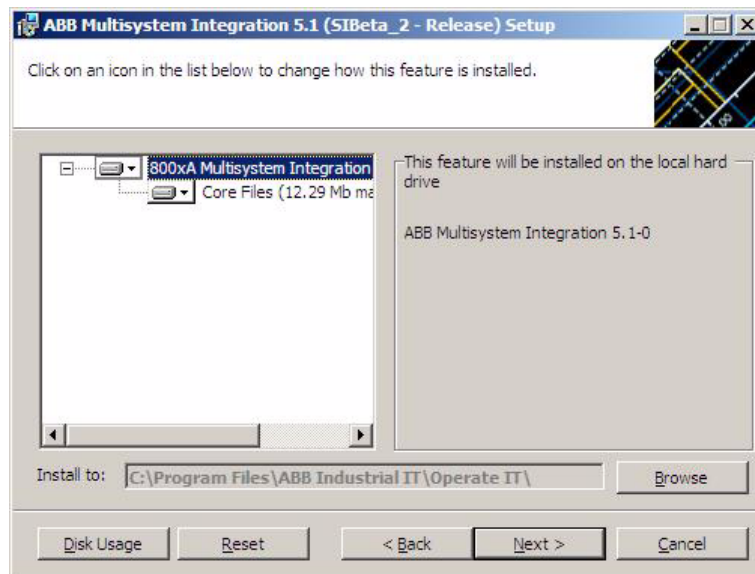 ABB Multisystem Integration 5.1 (SIBeta_2 - Release) Setup
Click on an icon in the list below to change how this feature is installed.
800xA Multisystem Integration
Core Files (12.29 Mb ma
This feature will be installed on the local hard
drive
ABB Multisystem Integration 5.1-0
Install to: C:\Program Files\ABB Industrial IT\Operate IT\ Browse
Disk Usage Reset < Back Next > Cancel